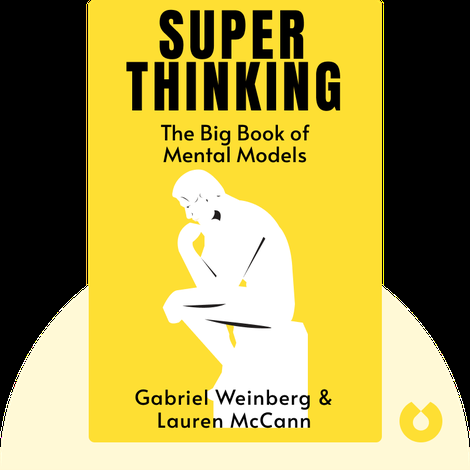 SUPER
THINKING
The Big Book of
Mental Models
Gabriel Weinberg &
Lauren McCann